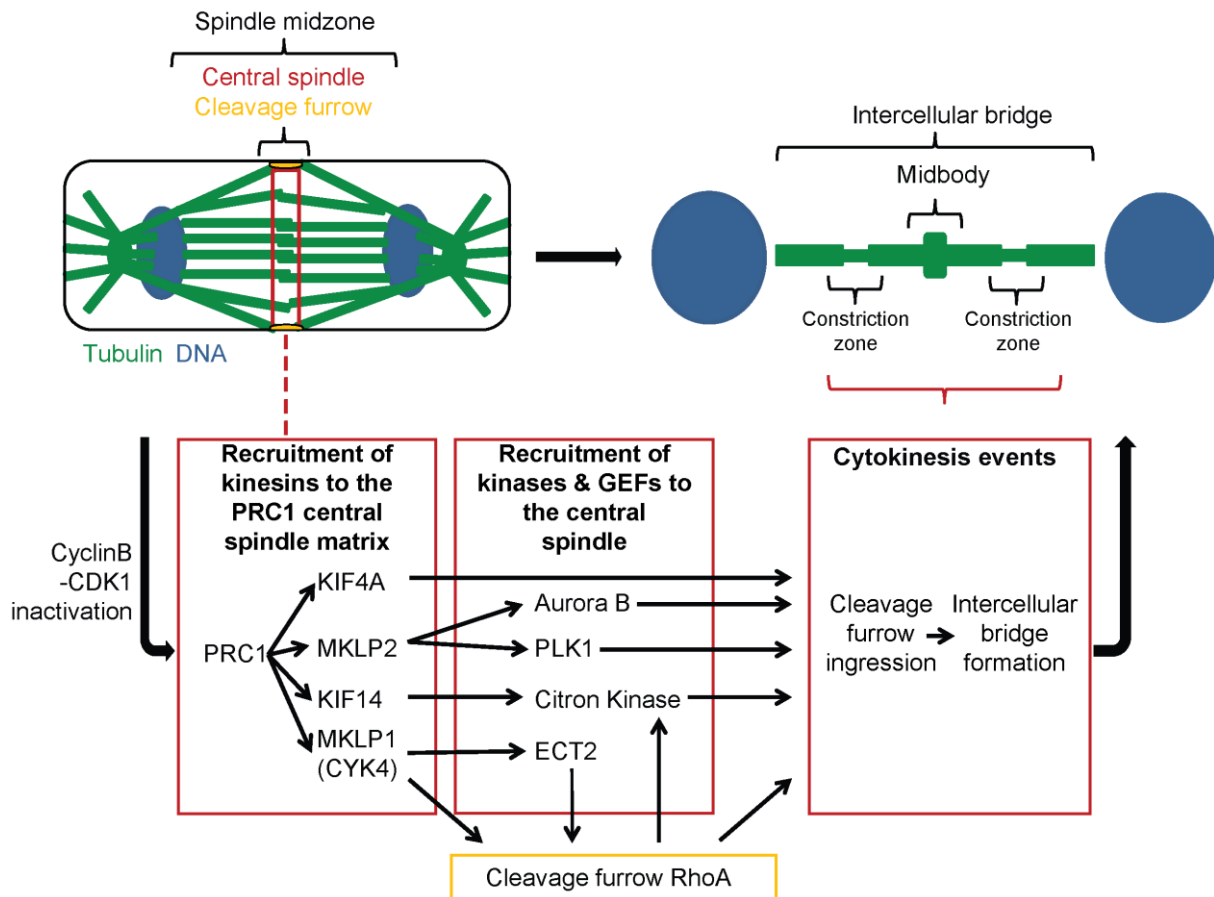 Spindle midzone
Central spindle
Cleavage furrow
Tubulin DNA
Intercellular bridge
Midbody
Constriction
zone
Constriction
zone
CyclinB
-CDK1
inactivation
Recruitment of
kinesins to the
PRC1 central
spindle matrix
PRC1
KIF4A
MKLP2
KIF14
MKLP1
(CYK4)
Recruitment of
kinases & GEFs to
the central
spindle
Aurora B
PLK1
Citron Kinase
ECT2
Cytokinesis events
Cleavage
furrow
ingression
Intercellular
bridge
formation
Cleavage furrow RhoA